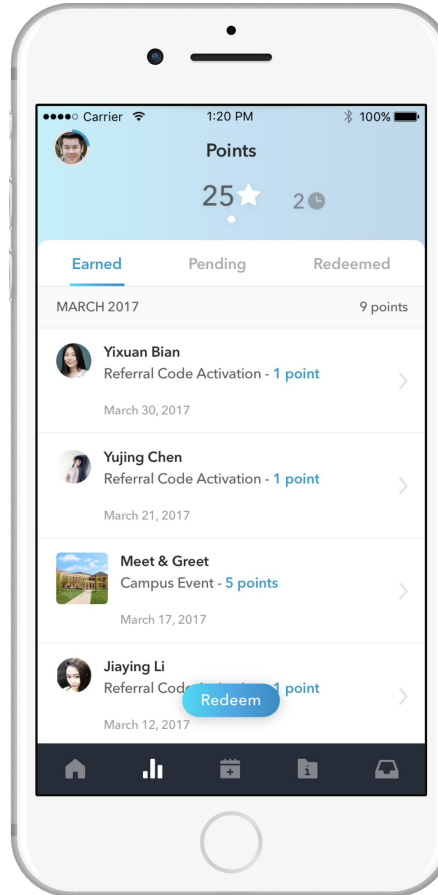 Carrier 1:20 PM 100%
Points
25 2
Earned Pending Redeemed
MARCH 2017 9 points
Yixuan Bian
Referral Code Activation - 1 point
March 30, 2017
Yujing Chen
Referral Code Activation - 1 point
March 21, 2017
Meet & Greet
Campus Event - 5 points
March 17, 2017
Jiaying Li
Referral Code 1 point
Redeem
March 12, 2017